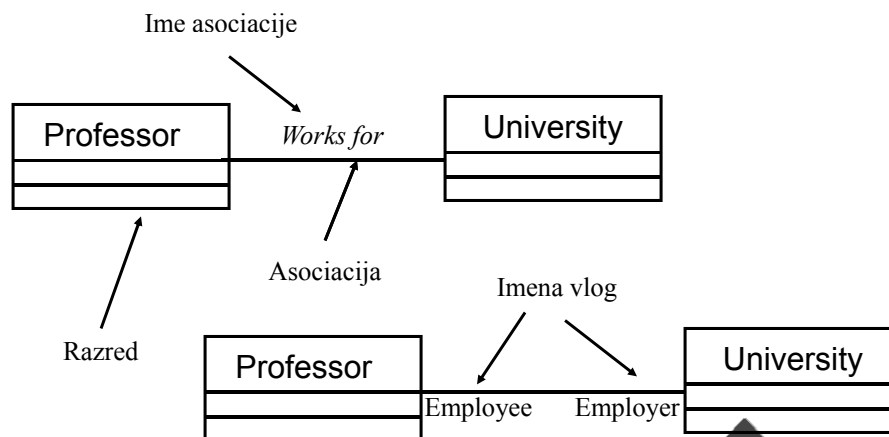 Ime asociacije
Professor
Works for
University
Asociacija
Razred
Imena vlog
Professor
University
Employee
Employer